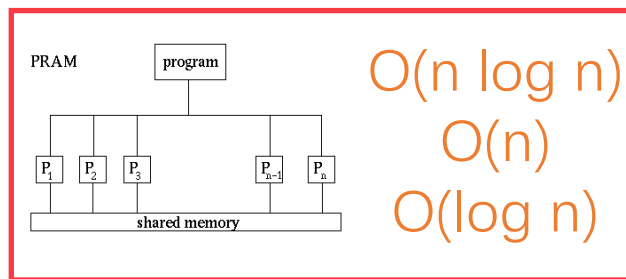 PRAM
program
P1 P2 P3 Pn-1 Pn
shared memory
O(n log n)
O(n)
O(log n)